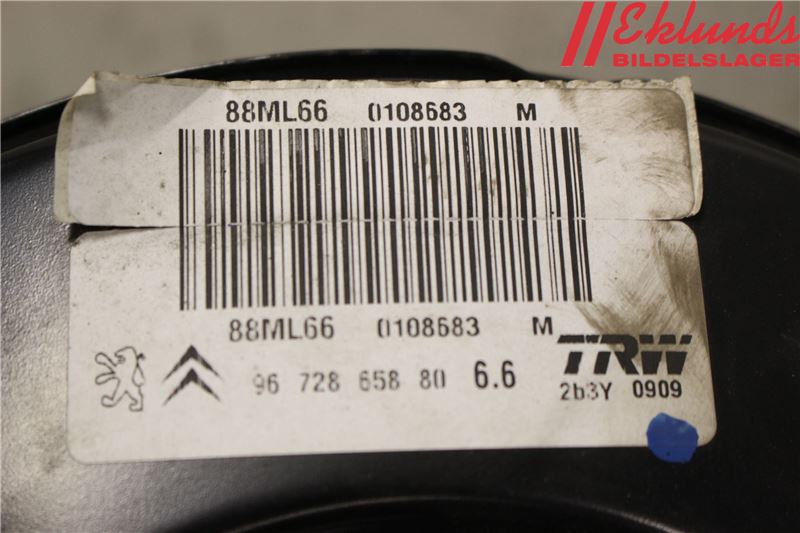 Eklunds
BILDELSLAGER
88ML66 0108683 M
88ML66 0108683 M
TRW
96 728 658 80 6.6
2b3Y 0909